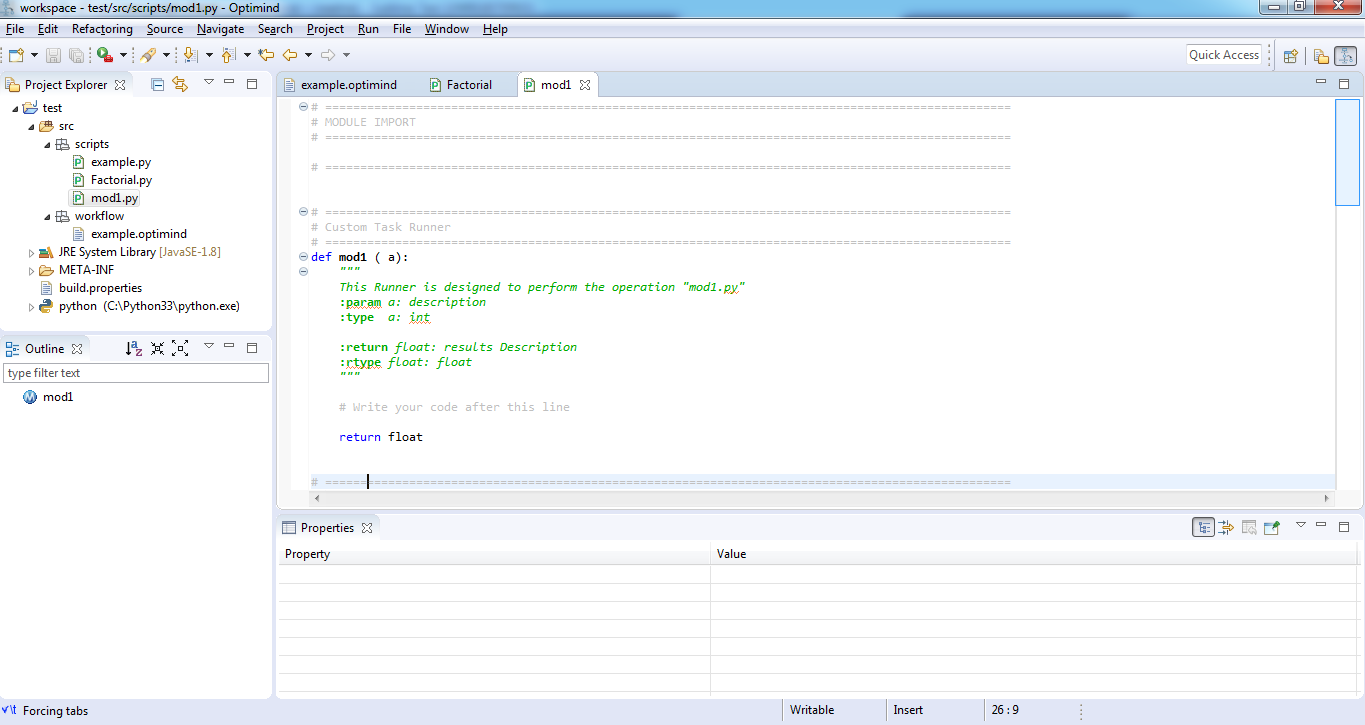 workspace - test/src/scripts/mod1.py - Optimind
File Edit Refactoring Source Navigate Search Project Run File Window Help
Quick Access
Project Explorer
test
src
scripts
example.py
Factorial.py
mod1.py
workflow
example.optimind
JRE System Library [JavaSE-1.8]
META-INF
build.properties
python (C:\Python33\python.exe)
Outline
type filter text
mod1
example.optimind Factorial mod1
# ==================================================================================================
# MODULE IMPORT
# ==================================================================================================
# ==================================================================================================
# ==================================================================================================
# Custom Task Runner
# ==================================================================================================
def mod1 ( a):
"""
This Runner is designed to perform the operation "mod1.py"
:param a: description
:type  a: int
:return float: results Description
:rtype float: float
"""
# Write your code after this line
return float
# ==================================================================================================
Properties
Property Value
Forcing tabs Writable Insert 26 : 9